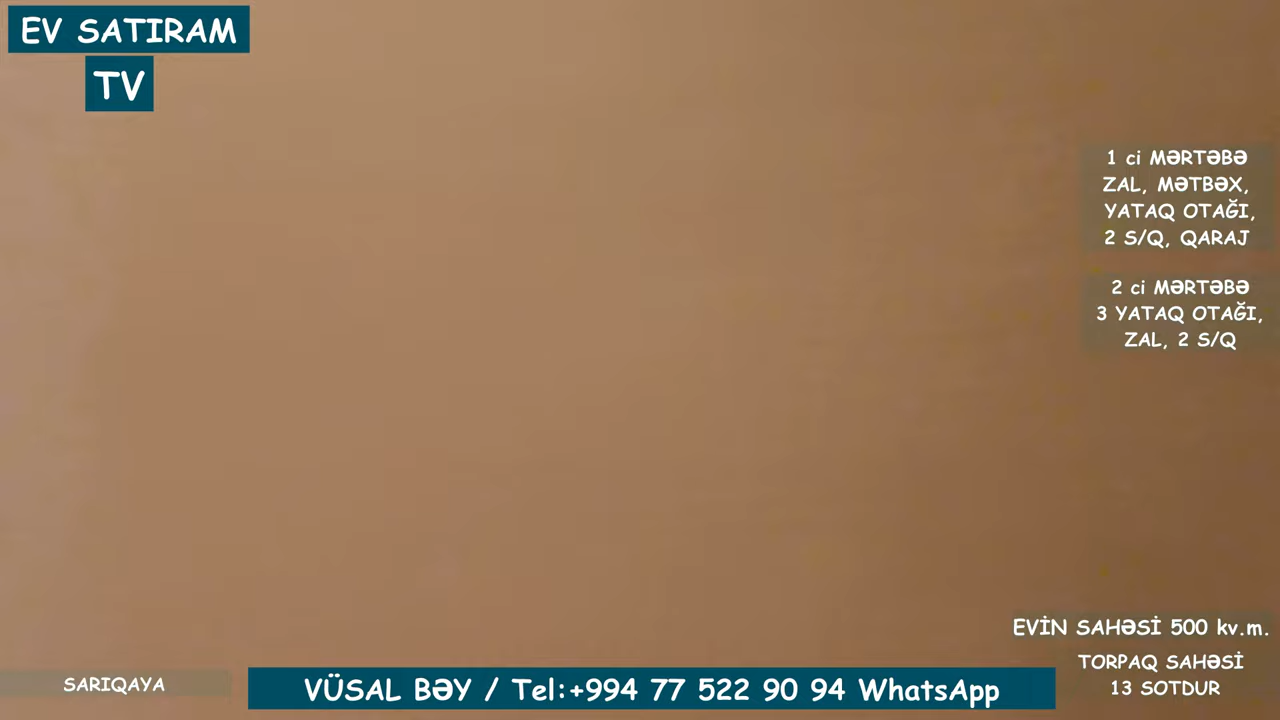 EV SATIRAM
TV
1 ci MƏRTƏBƏ
ZAL, MƏTBƏX,
YATAQ OTAĞI,
2 S/Q, QARAJ
2 ci MƏRTƏBƏ
3 YATAQ OTAĞI,
ZAL, 2 S/Q
EVİN SAHƏSİ 500 kv.m.
TORPAQ SAHƏSİ
13 SOTDUR
SARIQAYA
VÜSAL BƏY / Tel:+994 77 522 90 94 WhatsApp